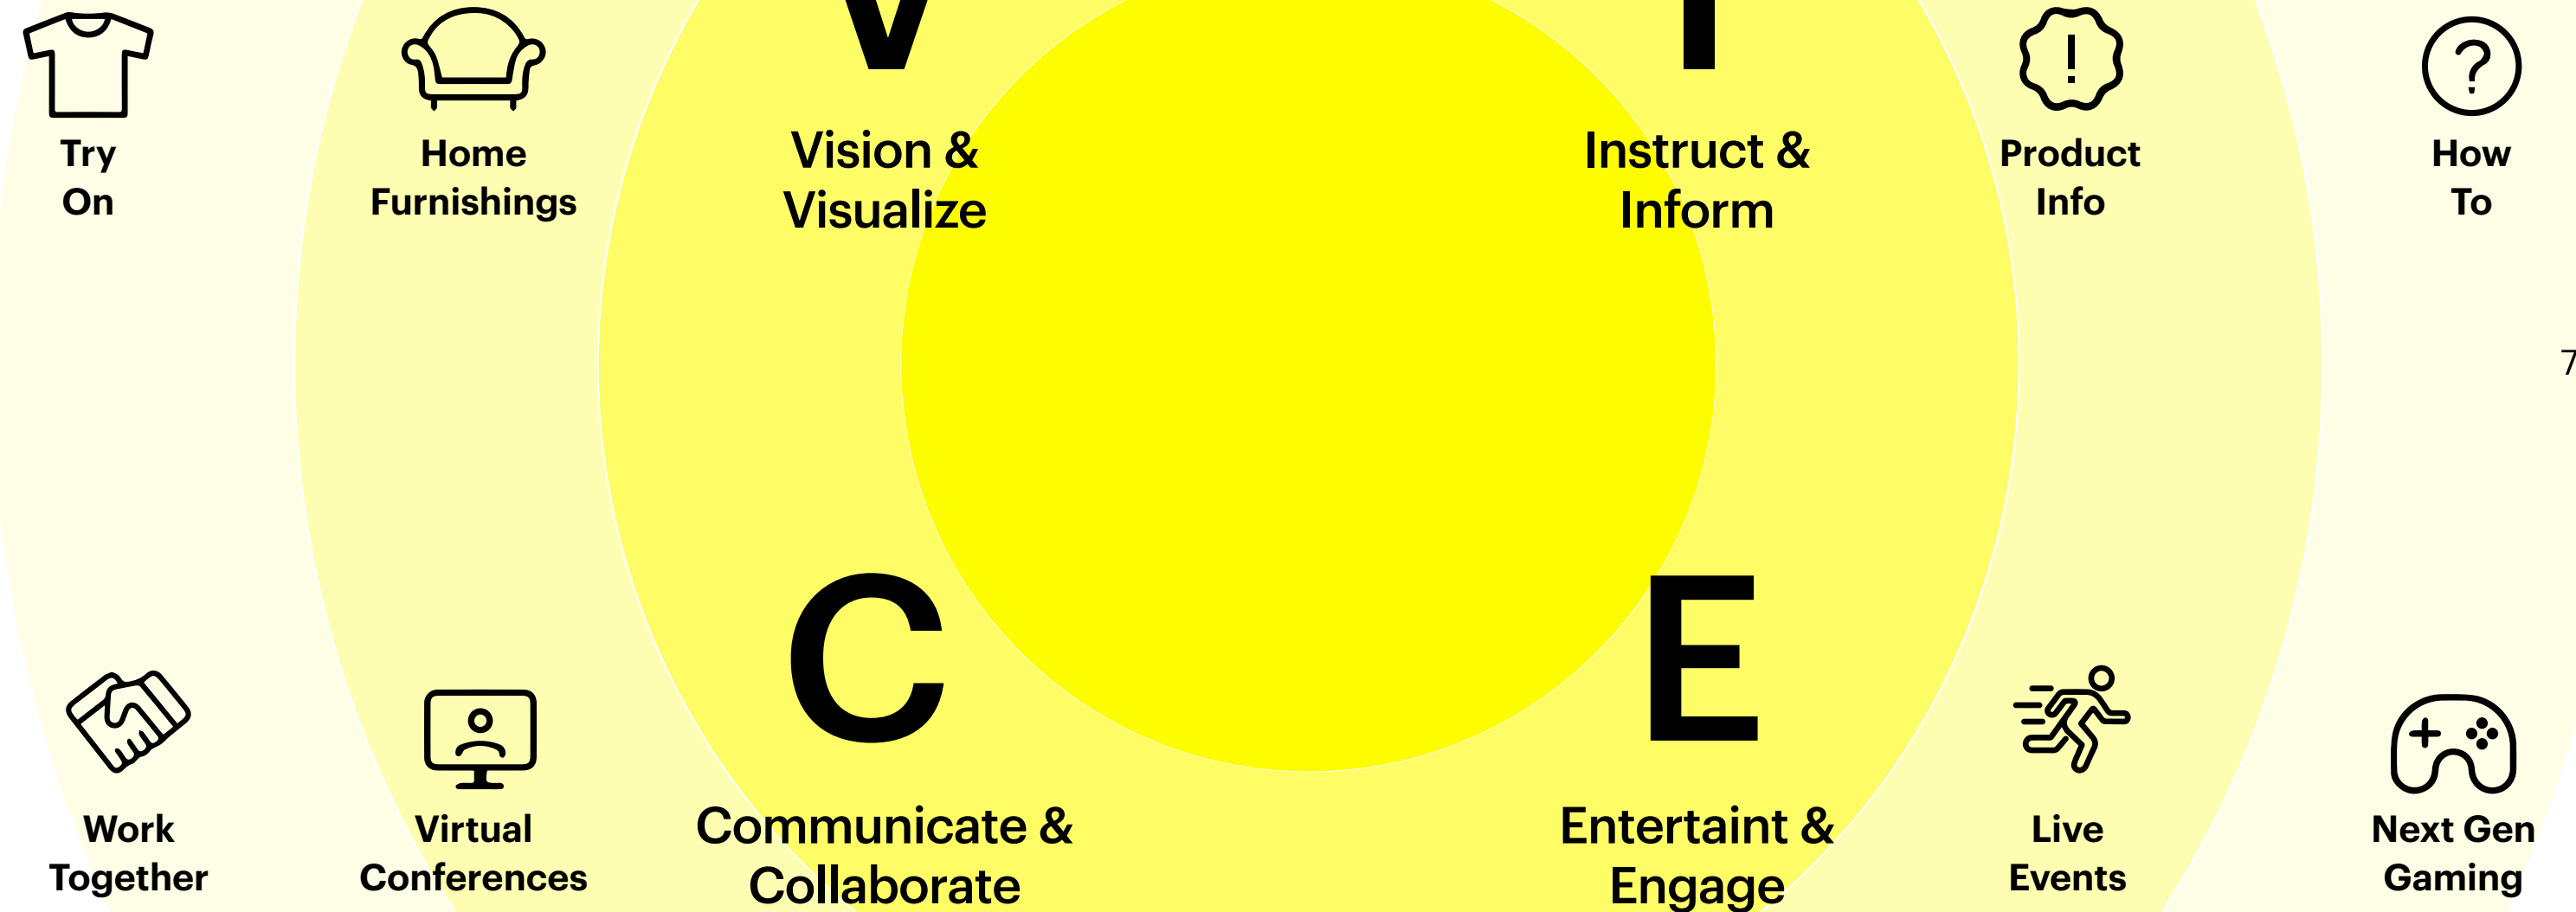 V
I
Try
On
Home
Furnishings
Vision &
Visualize
Instruct &
Inform
Product
Info
How
To
7
C
E
Work
Together
Virtual
Conferences
Communicate &
Collaborate
Entertaint &
Engage
Live
Events
Next Gen
Gaming